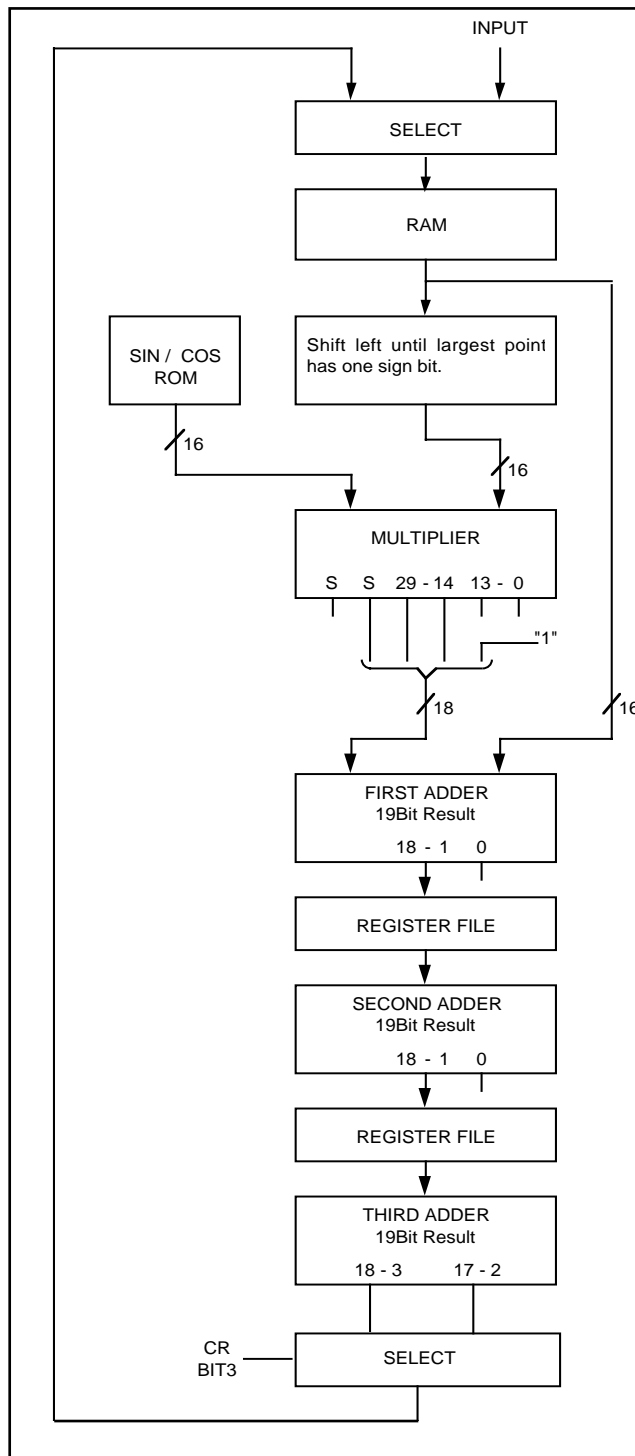 INPUT
SELECT
RAM
SIN / COS
ROM
Shift left until largest point
has one sign bit.
16
16
MULTIPLIER
S S 29 - 14 13 - 0
"1"
18
16
FIRST ADDER
19Bit Result
18 - 1 0
REGISTER FILE
SECOND ADDER
19Bit Result
18 - 1 0
REGISTER FILE
THIRD ADDER
19Bit Result
18 - 3 17 - 2
CR
BIT3
SELECT